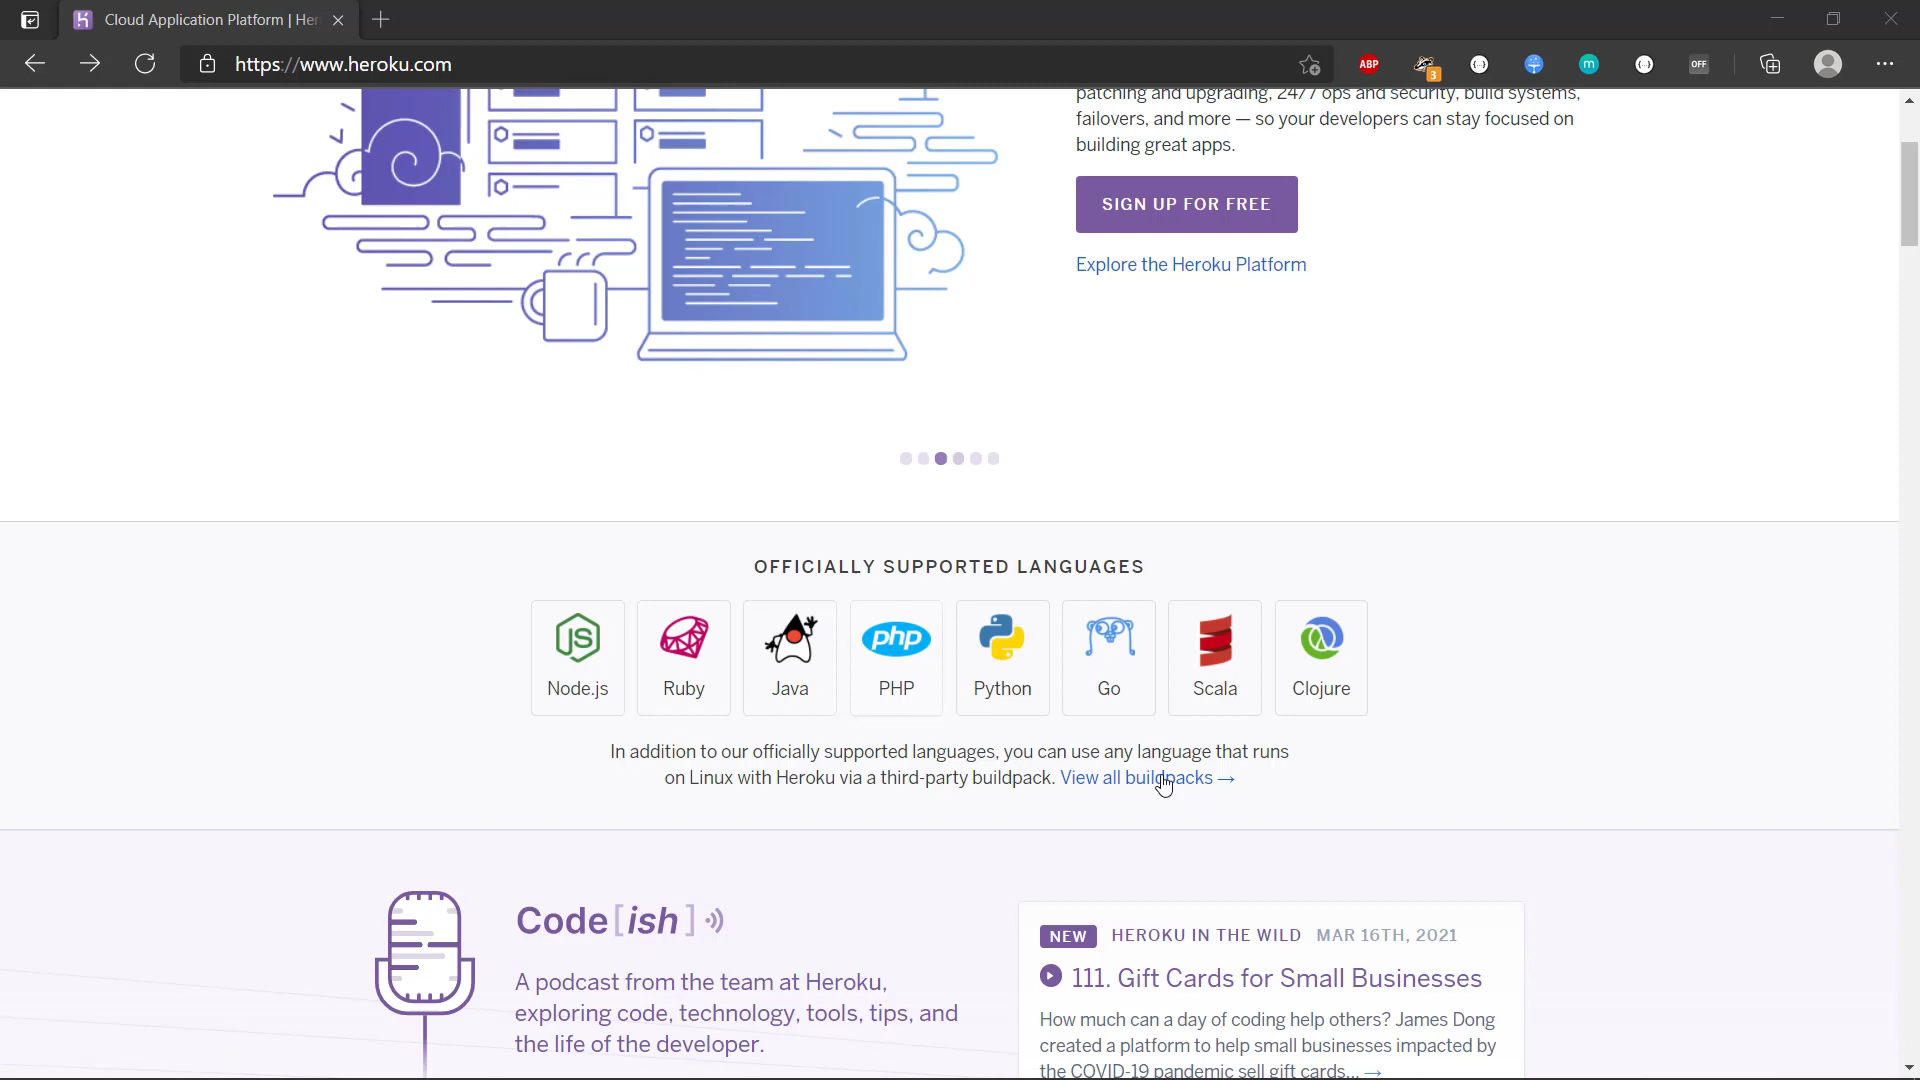 Cloud Application Platform | Her
https://www.heroku.com
ABP
3
m
OFF
patching and upgrading, 24/7 ops and security, build systems,
failovers, and more — so your developers can stay focused on
building great apps.
SIGN UP FOR FREE
Explore the Heroku Platform
OFFICIALLY SUPPORTED LANGUAGES
JS
php
Node.js
Ruby
Java
PHP
Python
Go
Scala
Clojure
In addition to our officially supported languages, you can use any language that runs
on Linux with Heroku via a third-party buildpack. View all buildpacks →
Code[ish]
A podcast from the team at Heroku,
exploring code, technology, tools, tips, and
the life of the developer.
NEW HEROKU IN THE WILD MAR 16TH, 2021
111. Gift Cards for Small Businesses
How much can a day of coding help others? James Dong
created a platform to help small businesses impacted by
the COVID-19 pandemic sell gift cards... →